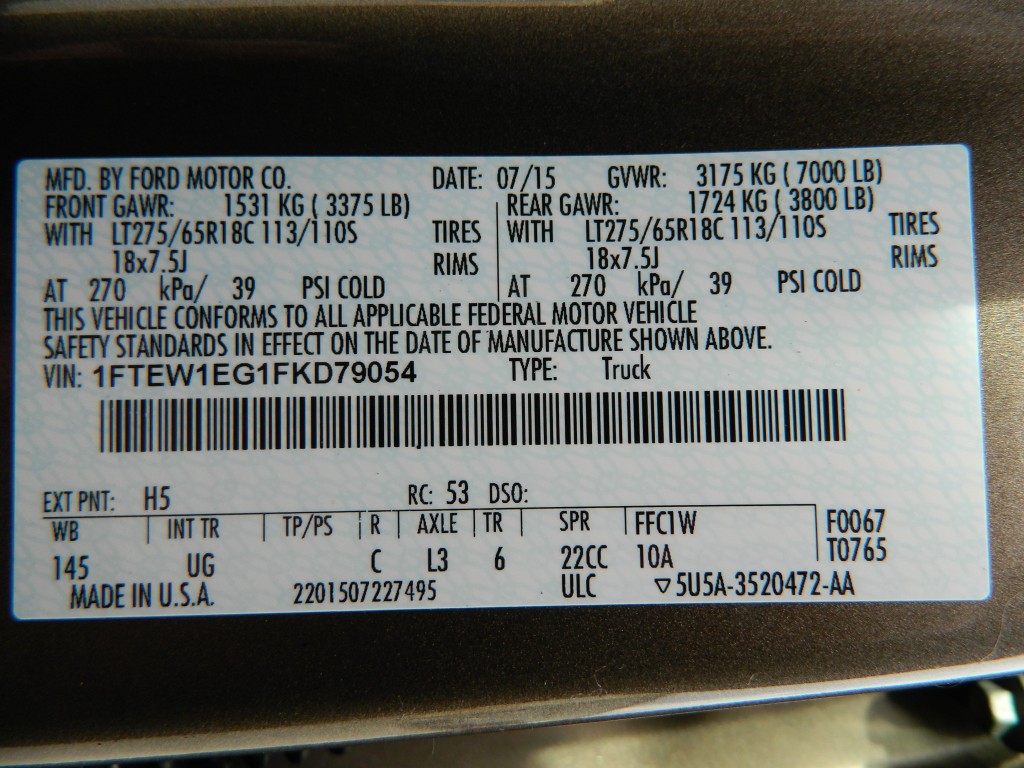 MFD. BY FORD MOTOR CO. DATE: 07/15 GVWR: 3175 KG ( 7000 LB)
FRONT GAWR: 1531 KG ( 3375 LB) REAR GAWR: 1724 KG ( 3800 LB)
WITH LT275/65R18C 113/110S TIRES WITH LT275/65R18C 113/110S TIRES
18x7.5J RIMS 18x7.5J RIMS
AT 270 kPa/ 39 PSI COLD AT 270 kPa/ 39 PSI COLD
THIS VEHICLE CONFORMS TO ALL APPLICABLE FEDERAL MOTOR VEHICLE
SAFETY STANDARDS IN EFFECT ON THE DATE OF MANUFACTURE SHOWN ABOVE.
VIN: 1FTEW1EG1FKD79054 TYPE: Truck
EXT PNT: H5 RC: 53 DSO:
WB INT TR TP/PS R AXLE TR SPR FFC1W F0067
145 UG C L3 6 22CC 10A T0765
MADE IN U.S.A. 2201507227495 ULC ▽5U5A-3520472-AA